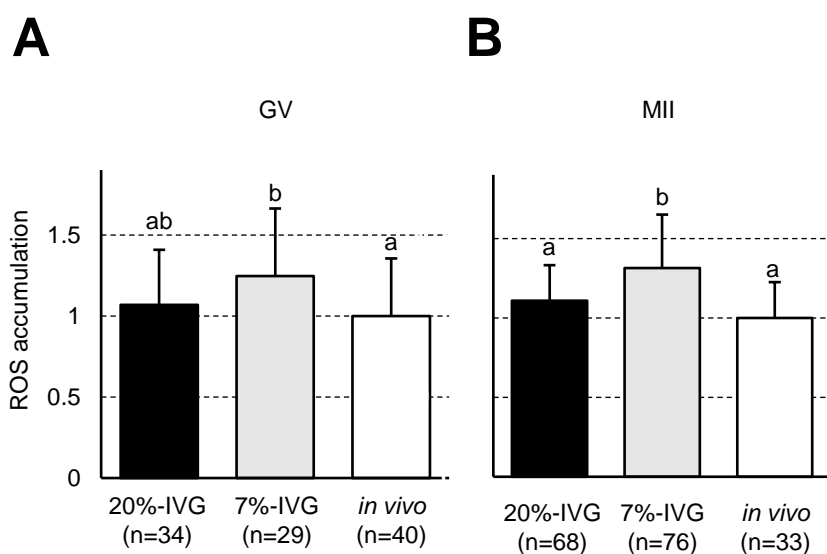 A
GV
ROS accumulation
1.5
1
0.5
0
ab
b
a
20%-IVG
(n=34)
7%-IVG
(n=29)
in vivo
(n=40)
B
MII
a
b
a
20%-IVG
(n=68)
7%-IVG
(n=76)
in vivo
(n=33)